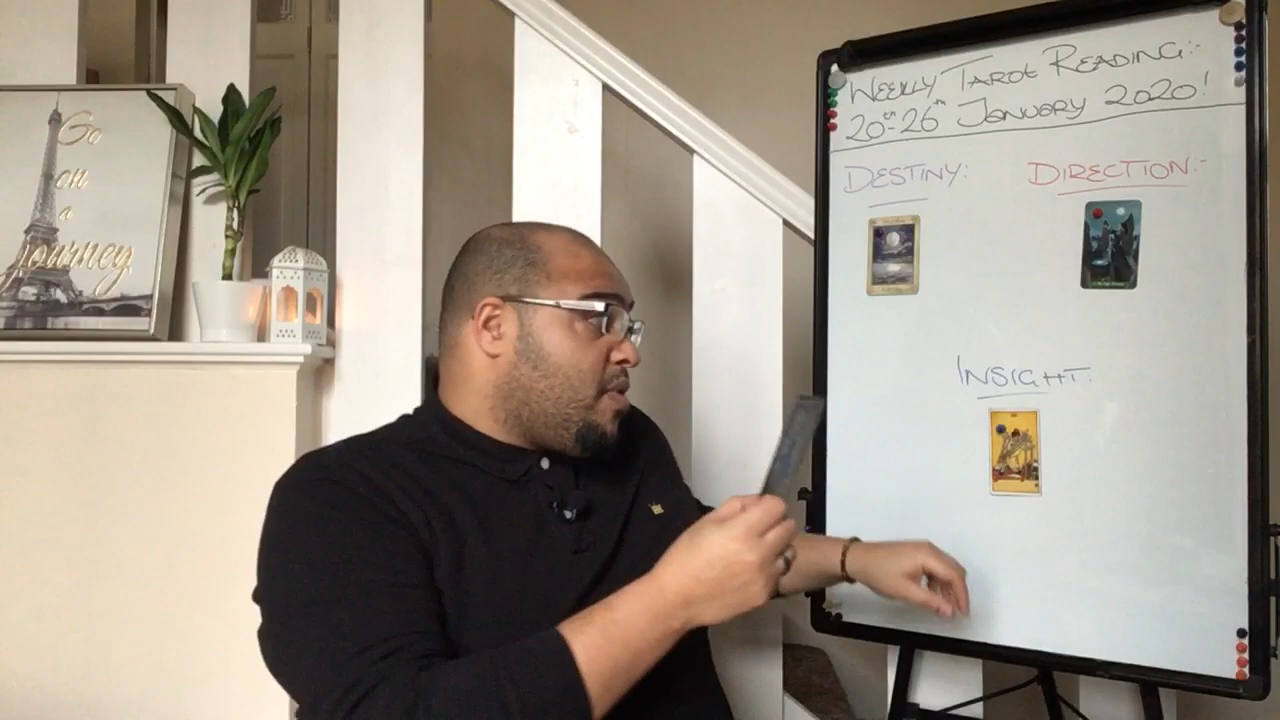 Go
on
a
journey
WEEKLY TAROT READING:-
20th-26th JANUARY 2020!
DESTINY:
DIRECTION:-
INSIGHT: